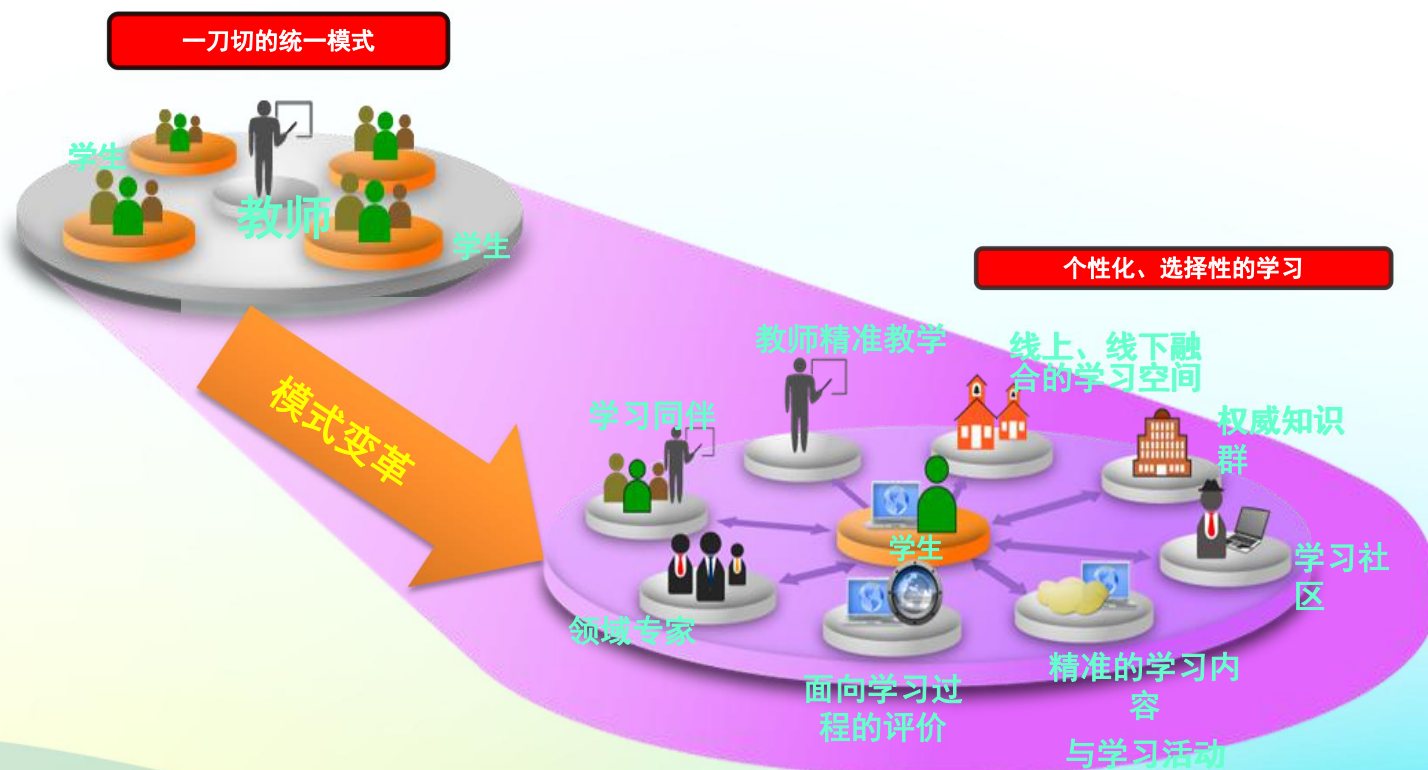 一刀切的统一模式
学生
教师
学生
模式变革
个性化、选择性的学习
教师精准教学
线上、线下融
合的学习空间
学习同伴
权威知识
群
学生
学习社
区
领域专家
面向学习过
程的评价
精准的学习内
容
与学习活动